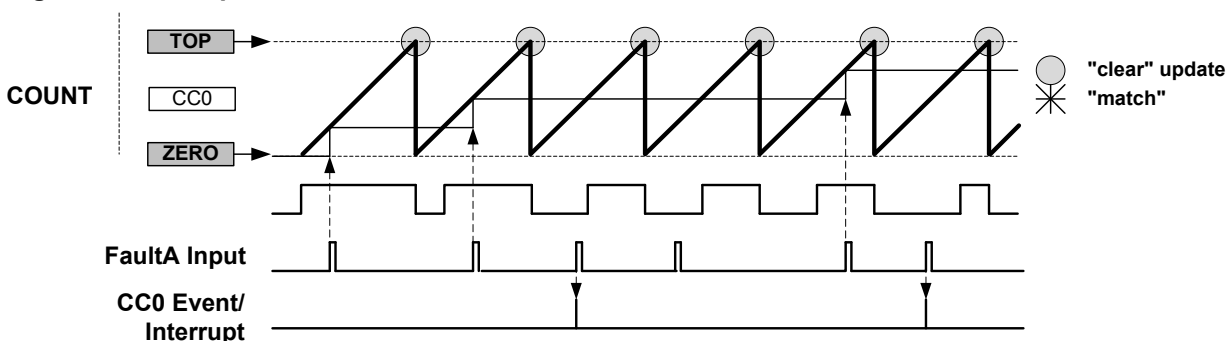 TOP
COUNT
CC0
ZERO
"clear" update
"match"
FaultA Input
CC0 Event/
Interrupt